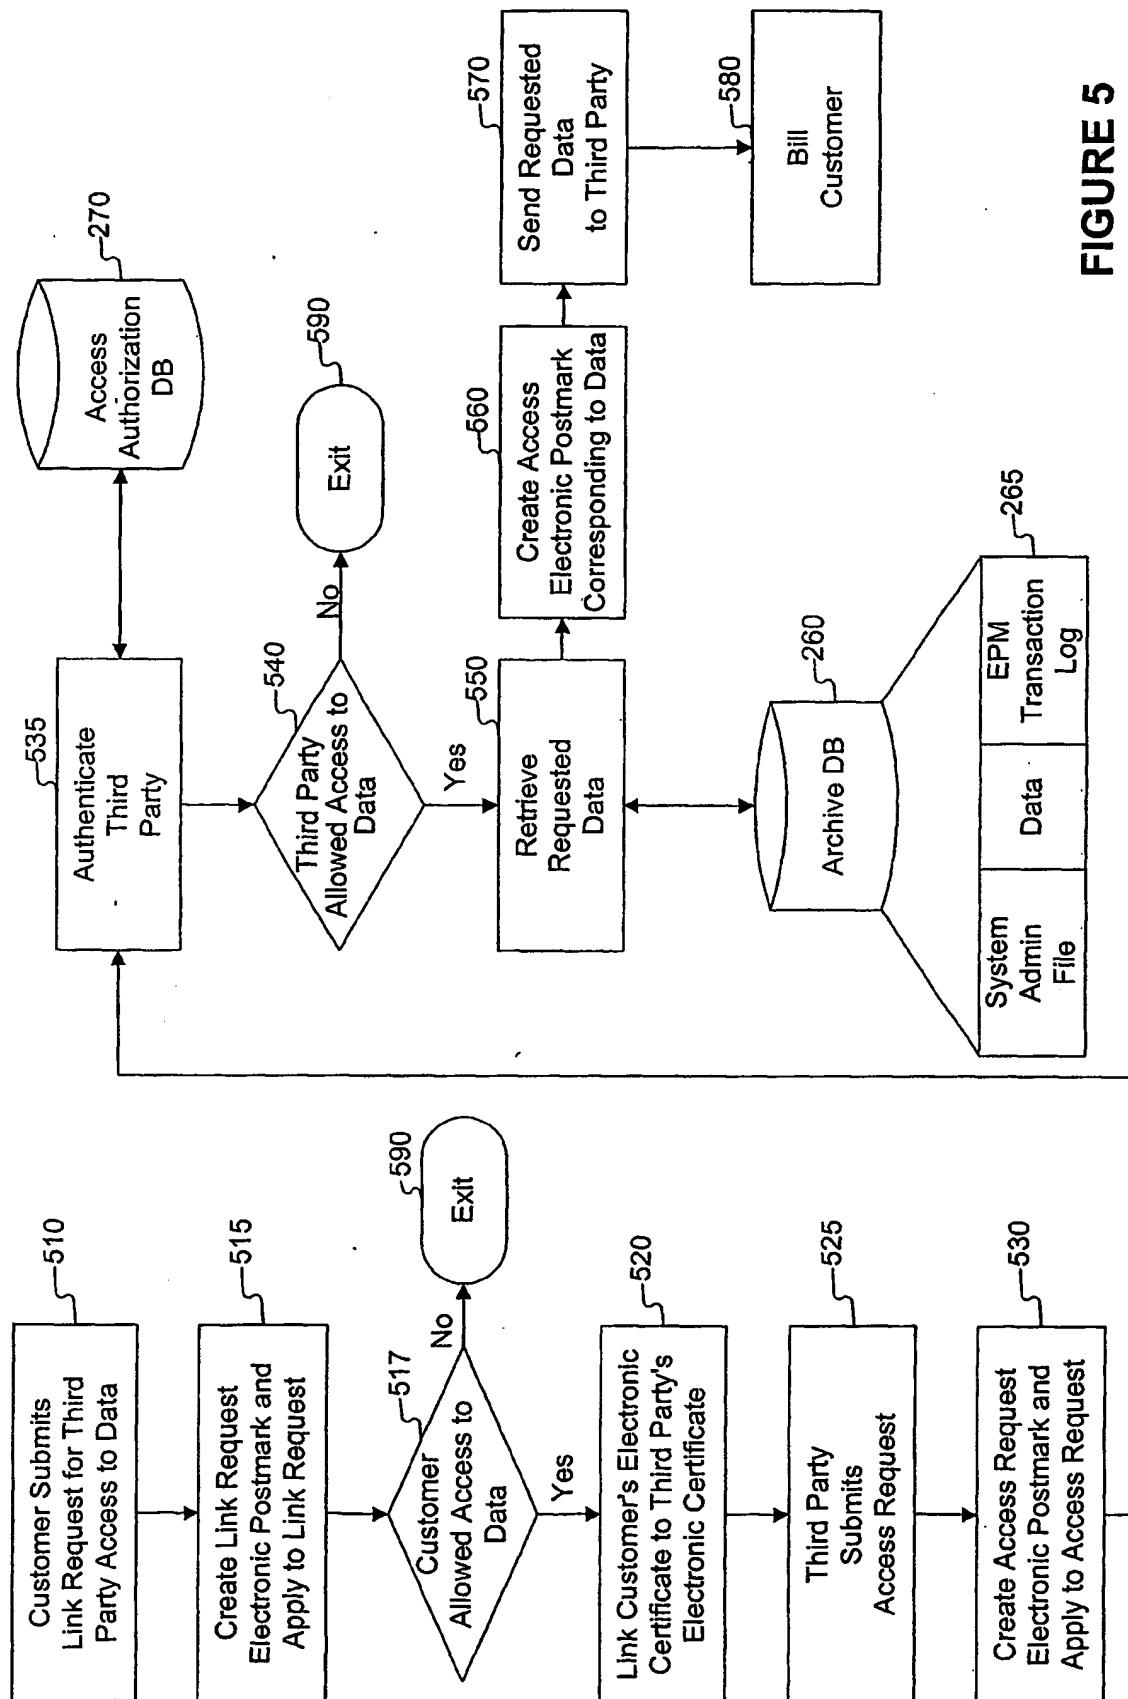 Customer Submits
Link Request for Third
Party Access to Data
510
Create Link Request
Electronic Postmark and
Apply to Link Request
515
Customer
Allowed Access to
Data
517
No
Exit
590
Yes
Link Customer's Electronic
Certificate to Third Party's
Electronic Certificate
520
Third Party
Submits
Access Request
525
Create Access Request
Electronic Postmark and
Apply to Access Request
530
Authenticate
Third
Party
535
Access
Authorization
DB
270
Third Party
Allowed Access to
Data
540
No
Exit
590
Yes
Retrieve
Requested
Data
550
Create Access
Electronic Postmark
Corresponding to Data
560
Send Requested
Data
to Third Party
570
Bill
Customer
580
Archive DB
260
System
Admin
File
Data
EPM
Transaction
Log
265
FIGURE 5